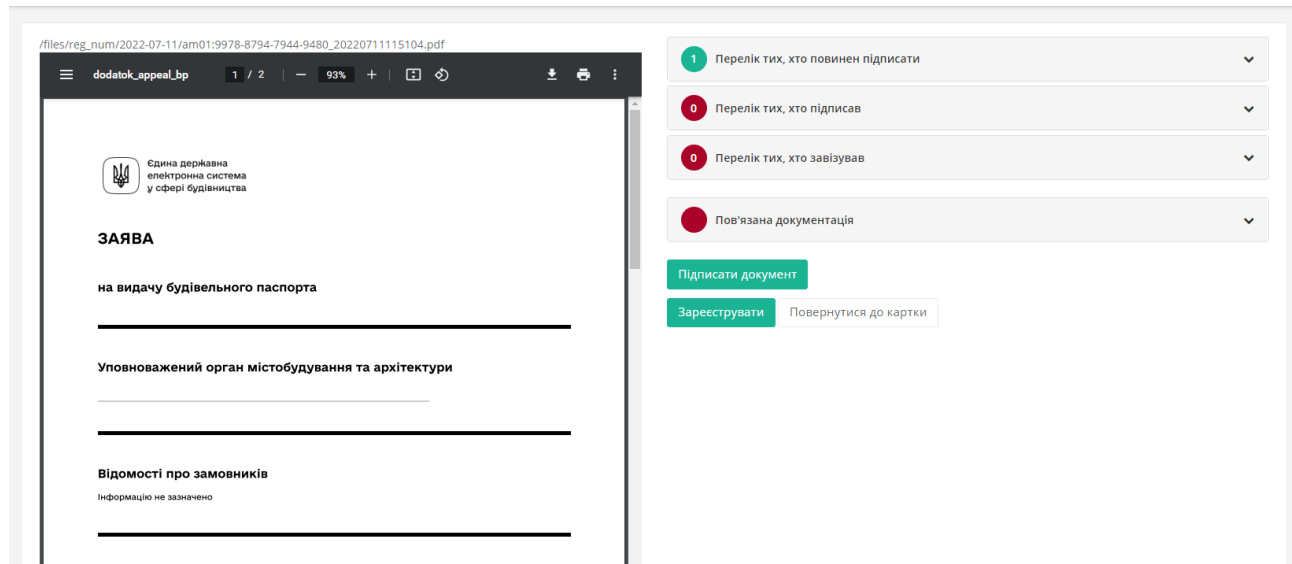 /files/reg_num/2022-07-11/am01:9978-8794-7944-9480_20220711115104.pdf
dodatok_appeal_bp 1 / 2 | − 93% + |
Єдина державна
електронна система
у сфері будівництва
ЗАЯВА
на видачу будівельного паспорта
Уповноважений орган містобудування та архітектури
Відомості про замовників
Інформацію не зазначено
1 Перелік тих, хто повинен підписати
0 Перелік тих, хто підписав
0 Перелік тих, хто завізував
Пов'язана документація
Підписати документ
Зареєструвати Повернутися до картки